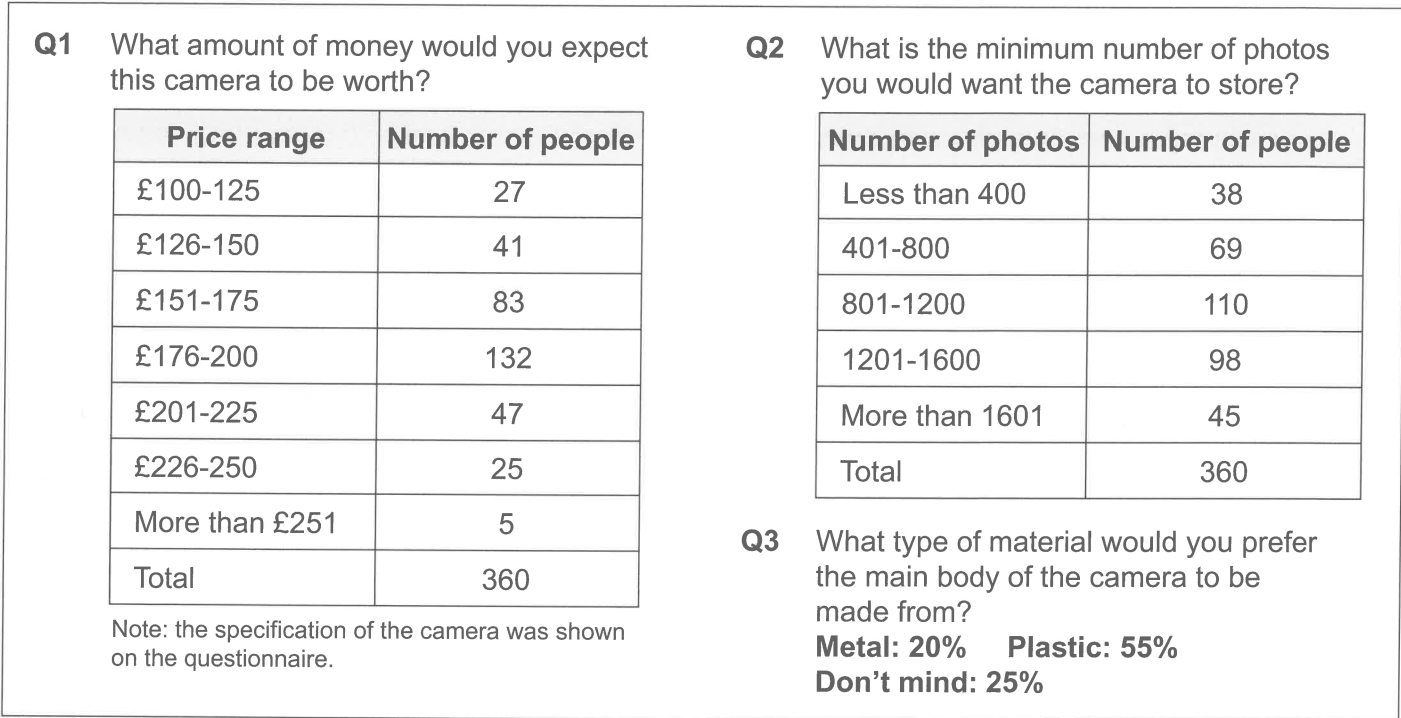 Q1 What amount of money would you expect
this camera to be worth?
Price range Number of people
£100-125 27
£126-150 41
£151-175 83
£176-200 132
£201-225 47
£226-250 25
More than £251 5
Total 360
Note: the specification of the camera was shown
on the questionnaire.
Q2 What is the minimum number of photos
you would want the camera to store?
Number of photos Number of people
Less than 400 38
401-800 69
801-1200 110
1201-1600 98
More than 1601 45
Total 360
Q3 What type of material would you prefer
the main body of the camera to be
made from?
Metal: 20% Plastic: 55%
Don't mind: 25%